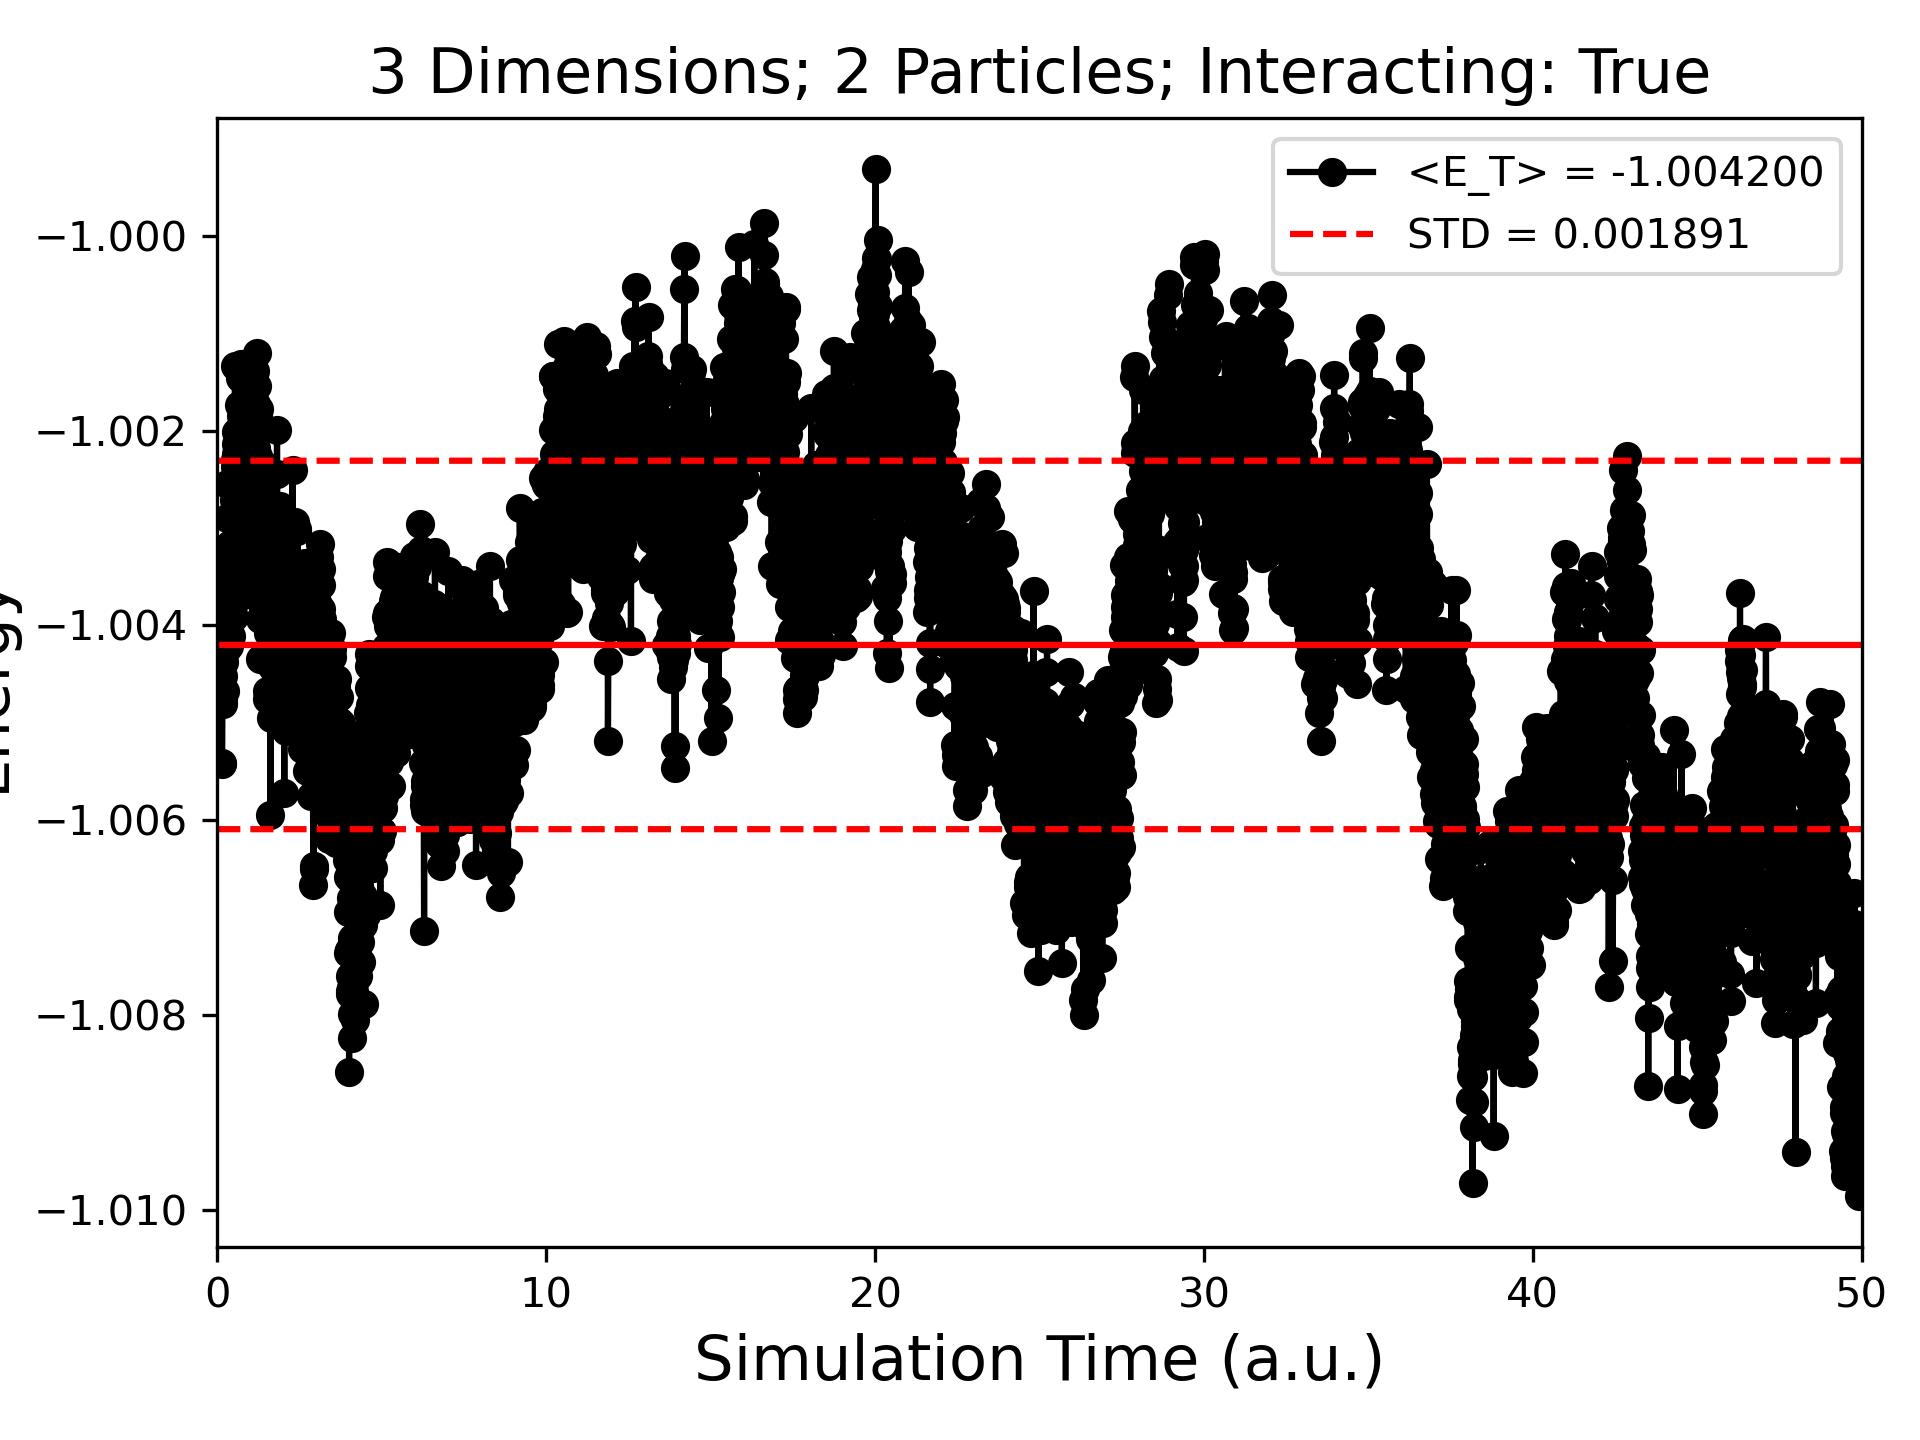 3 Dimensions; 2 Particles; Interacting: True
<E_T> = -1.004200
STD = 0.001891
−1.000
−1.002
−1.004
−1.006
−1.008
−1.010
Energy
0 10 20 30 40 50
Simulation Time (a.u.)